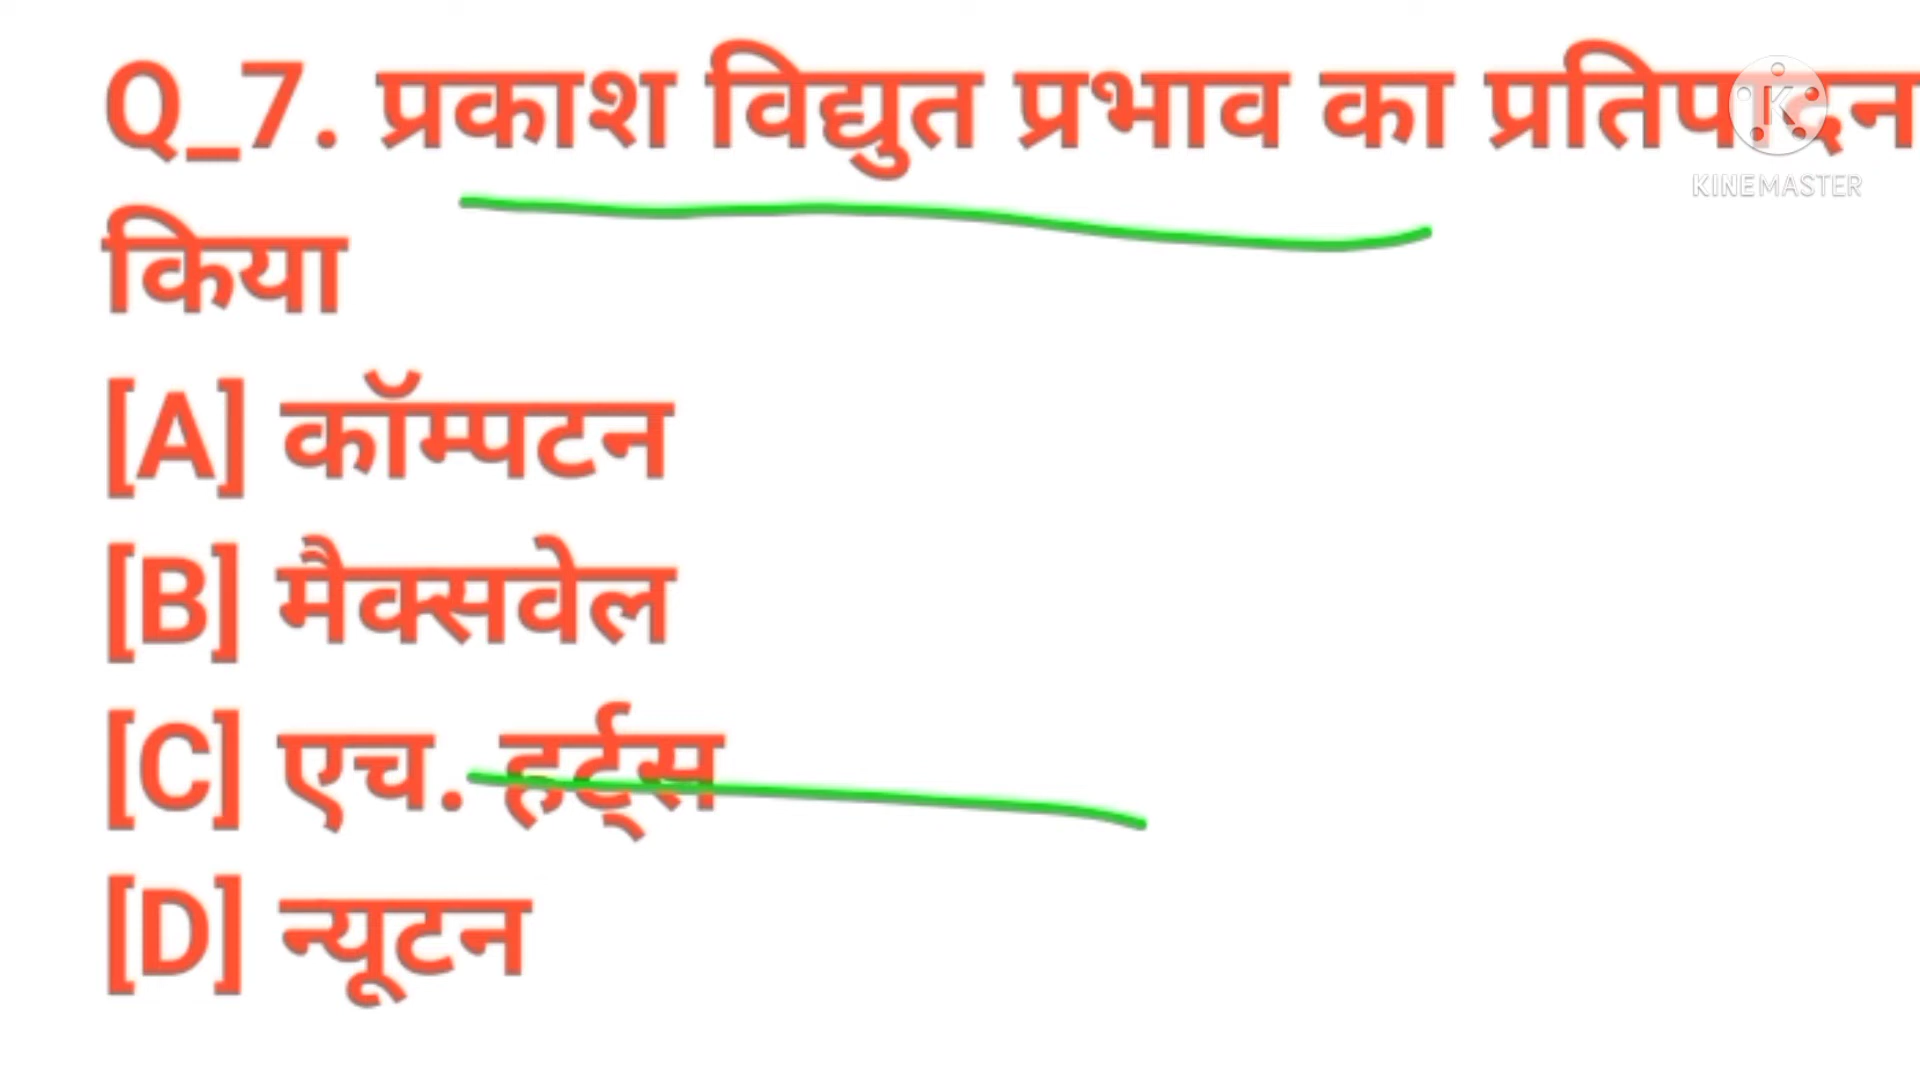 Q_7. प्रकाश विद्युत प्रभाव का प्रतिपादन
किया
[A] कॉम्पटन
[B] मैक्सवेल
[C] एच. हर्ट्स
[D] न्यूटन
KINEMASTER